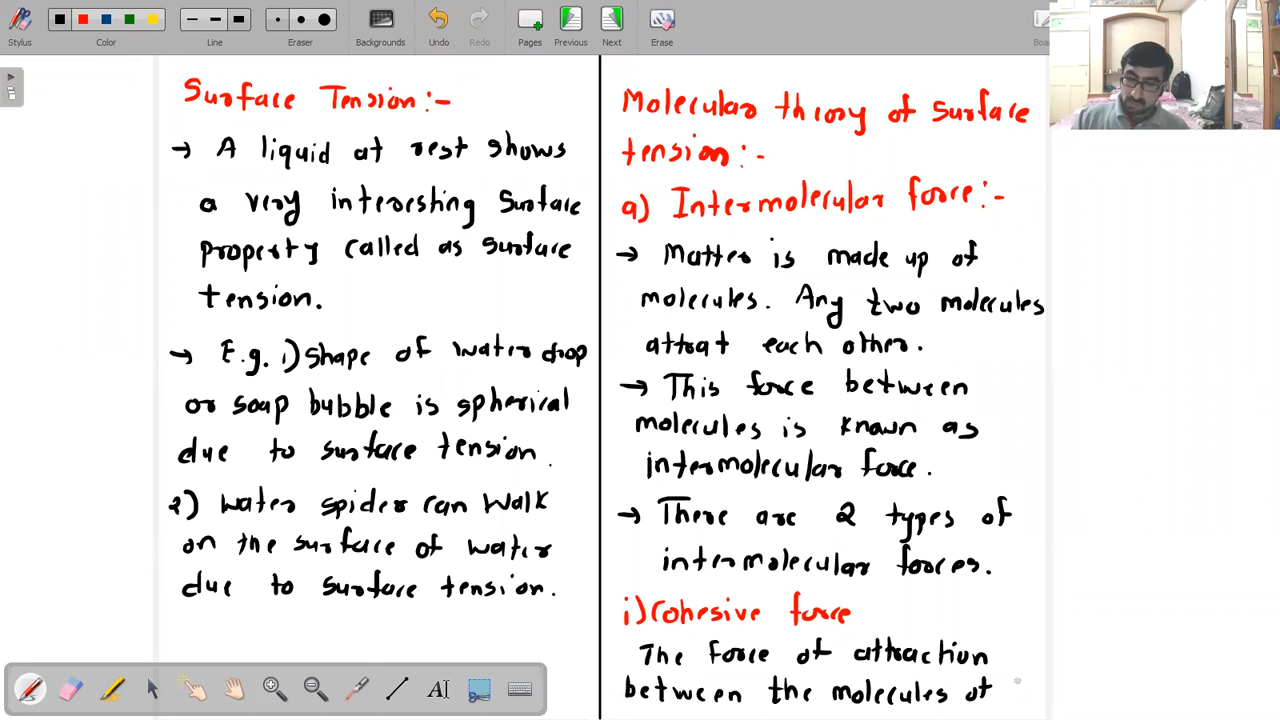 Stylus
Color
Line
Eraser
Backgrounds
Undo
Redo
Pages
Previous
Next
Erase
Surface Tension:-
→ A liquid at rest shows
a very interesting surface
property called as surface
tension.
→ E.g. i) shape of water drop
or soap bubble is spherical
due to surface tension.
2) water spider can walk
on the surface of water
due to surface tension.
Molecular theory of surface
tension:-
a) Intermolecular force:-
→ Matter is made up of
molecules. Any two molecules
attrat each other.
→ This force between
molecules is known as
intermolecular force.
→ There are 2 types of
intermolecular forces.
i) Cohesive force
The force of attraction
between the molecules of